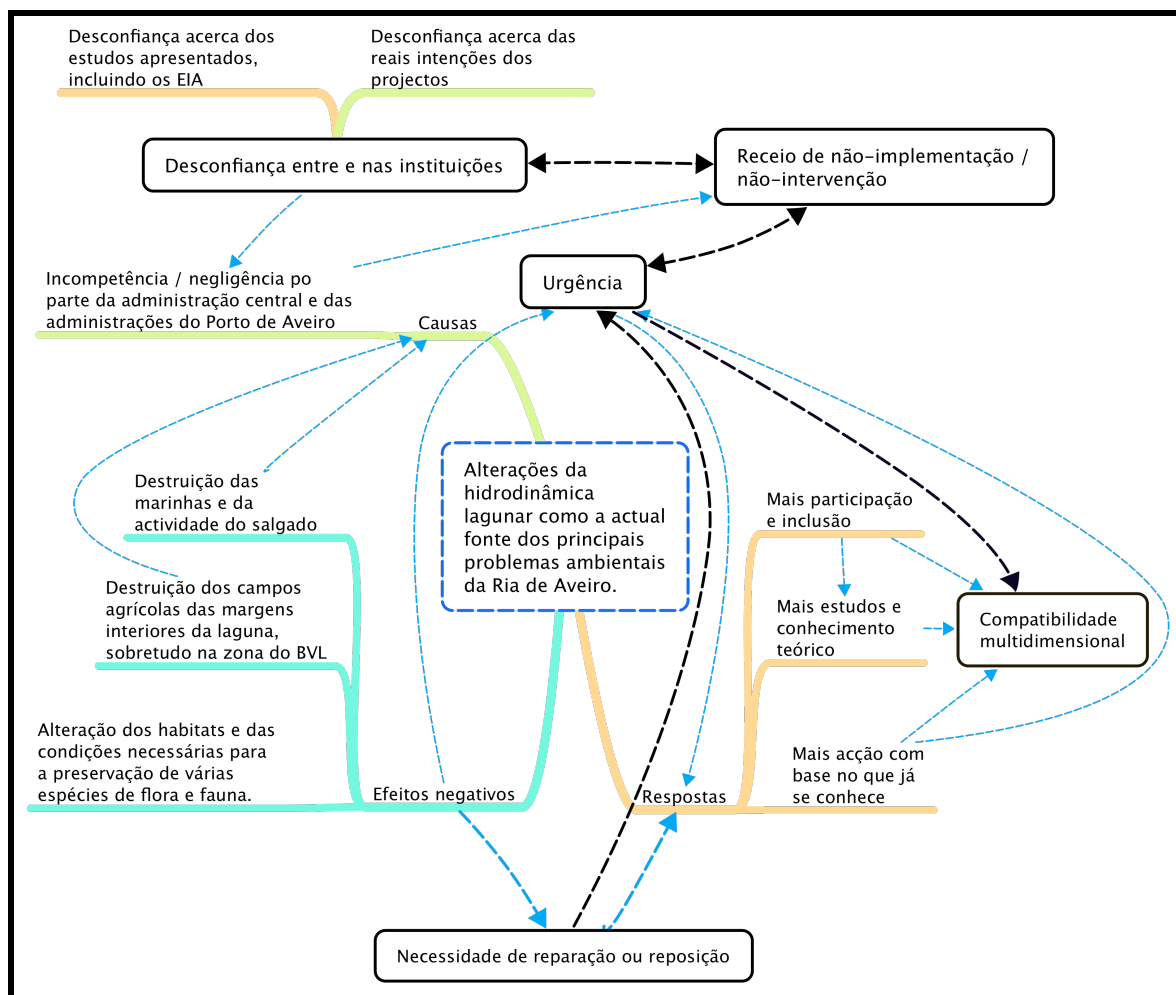 Desconfiança acerca dos
estudos apresentados,
incluindo os EIA
Desconfiança acerca das
reais intenções dos
projectos
Desconfiança entre e nas instituições
Receio de não-implementação /
não-intervenção
Incompetência / negligência po
parte da administração central e das
administrações do Porto de Aveiro
Causas
Urgência
Alterações da
hidrodinâmica
lagunar como a actual
fonte dos principais
problemas ambientais
da Ria de Aveiro.
Destruição das
marinhas e da
actividade do salgado
Destruição dos campos
agrícolas das margens
interiores da laguna,
sobretudo na zona do BVL
Alteração dos habitats e das
condições necessárias para
a preservação de várias
espécies de flora e fauna.
Efeitos negativos
Respostas
Mais participação
e inclusão
Mais estudos e
conhecimento
teórico
Mais acção com
base no que já
se conhece
Compatibilidade
multidimensional
Necessidade de reparação ou reposição